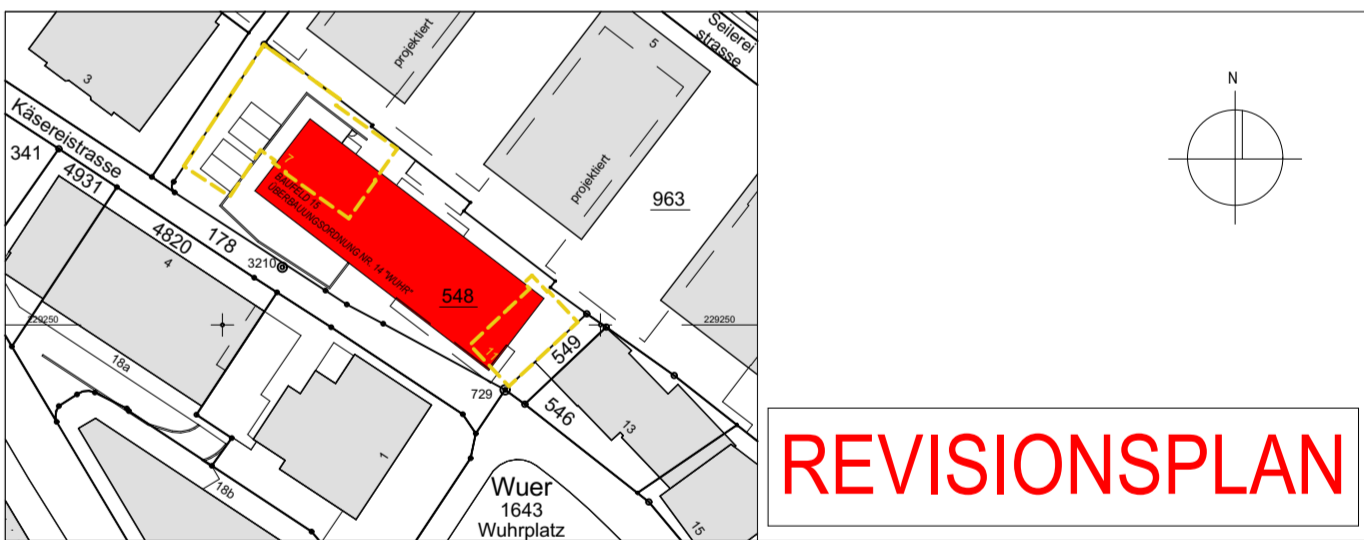 Seilerei
strasse
projektiert
5
3
N
Käsereistrasse
341
4931
7
BAUFELD 15
ÜBERBAUUNGSORDNUNG NR. 14 "WUHR"
projektiert
963
4820
178
4
3210
548
229250
229250
11
549
18a
729
546
13
1
REVISIONSPLAN
18b
Wuer
1643
Wuhrplatz
15